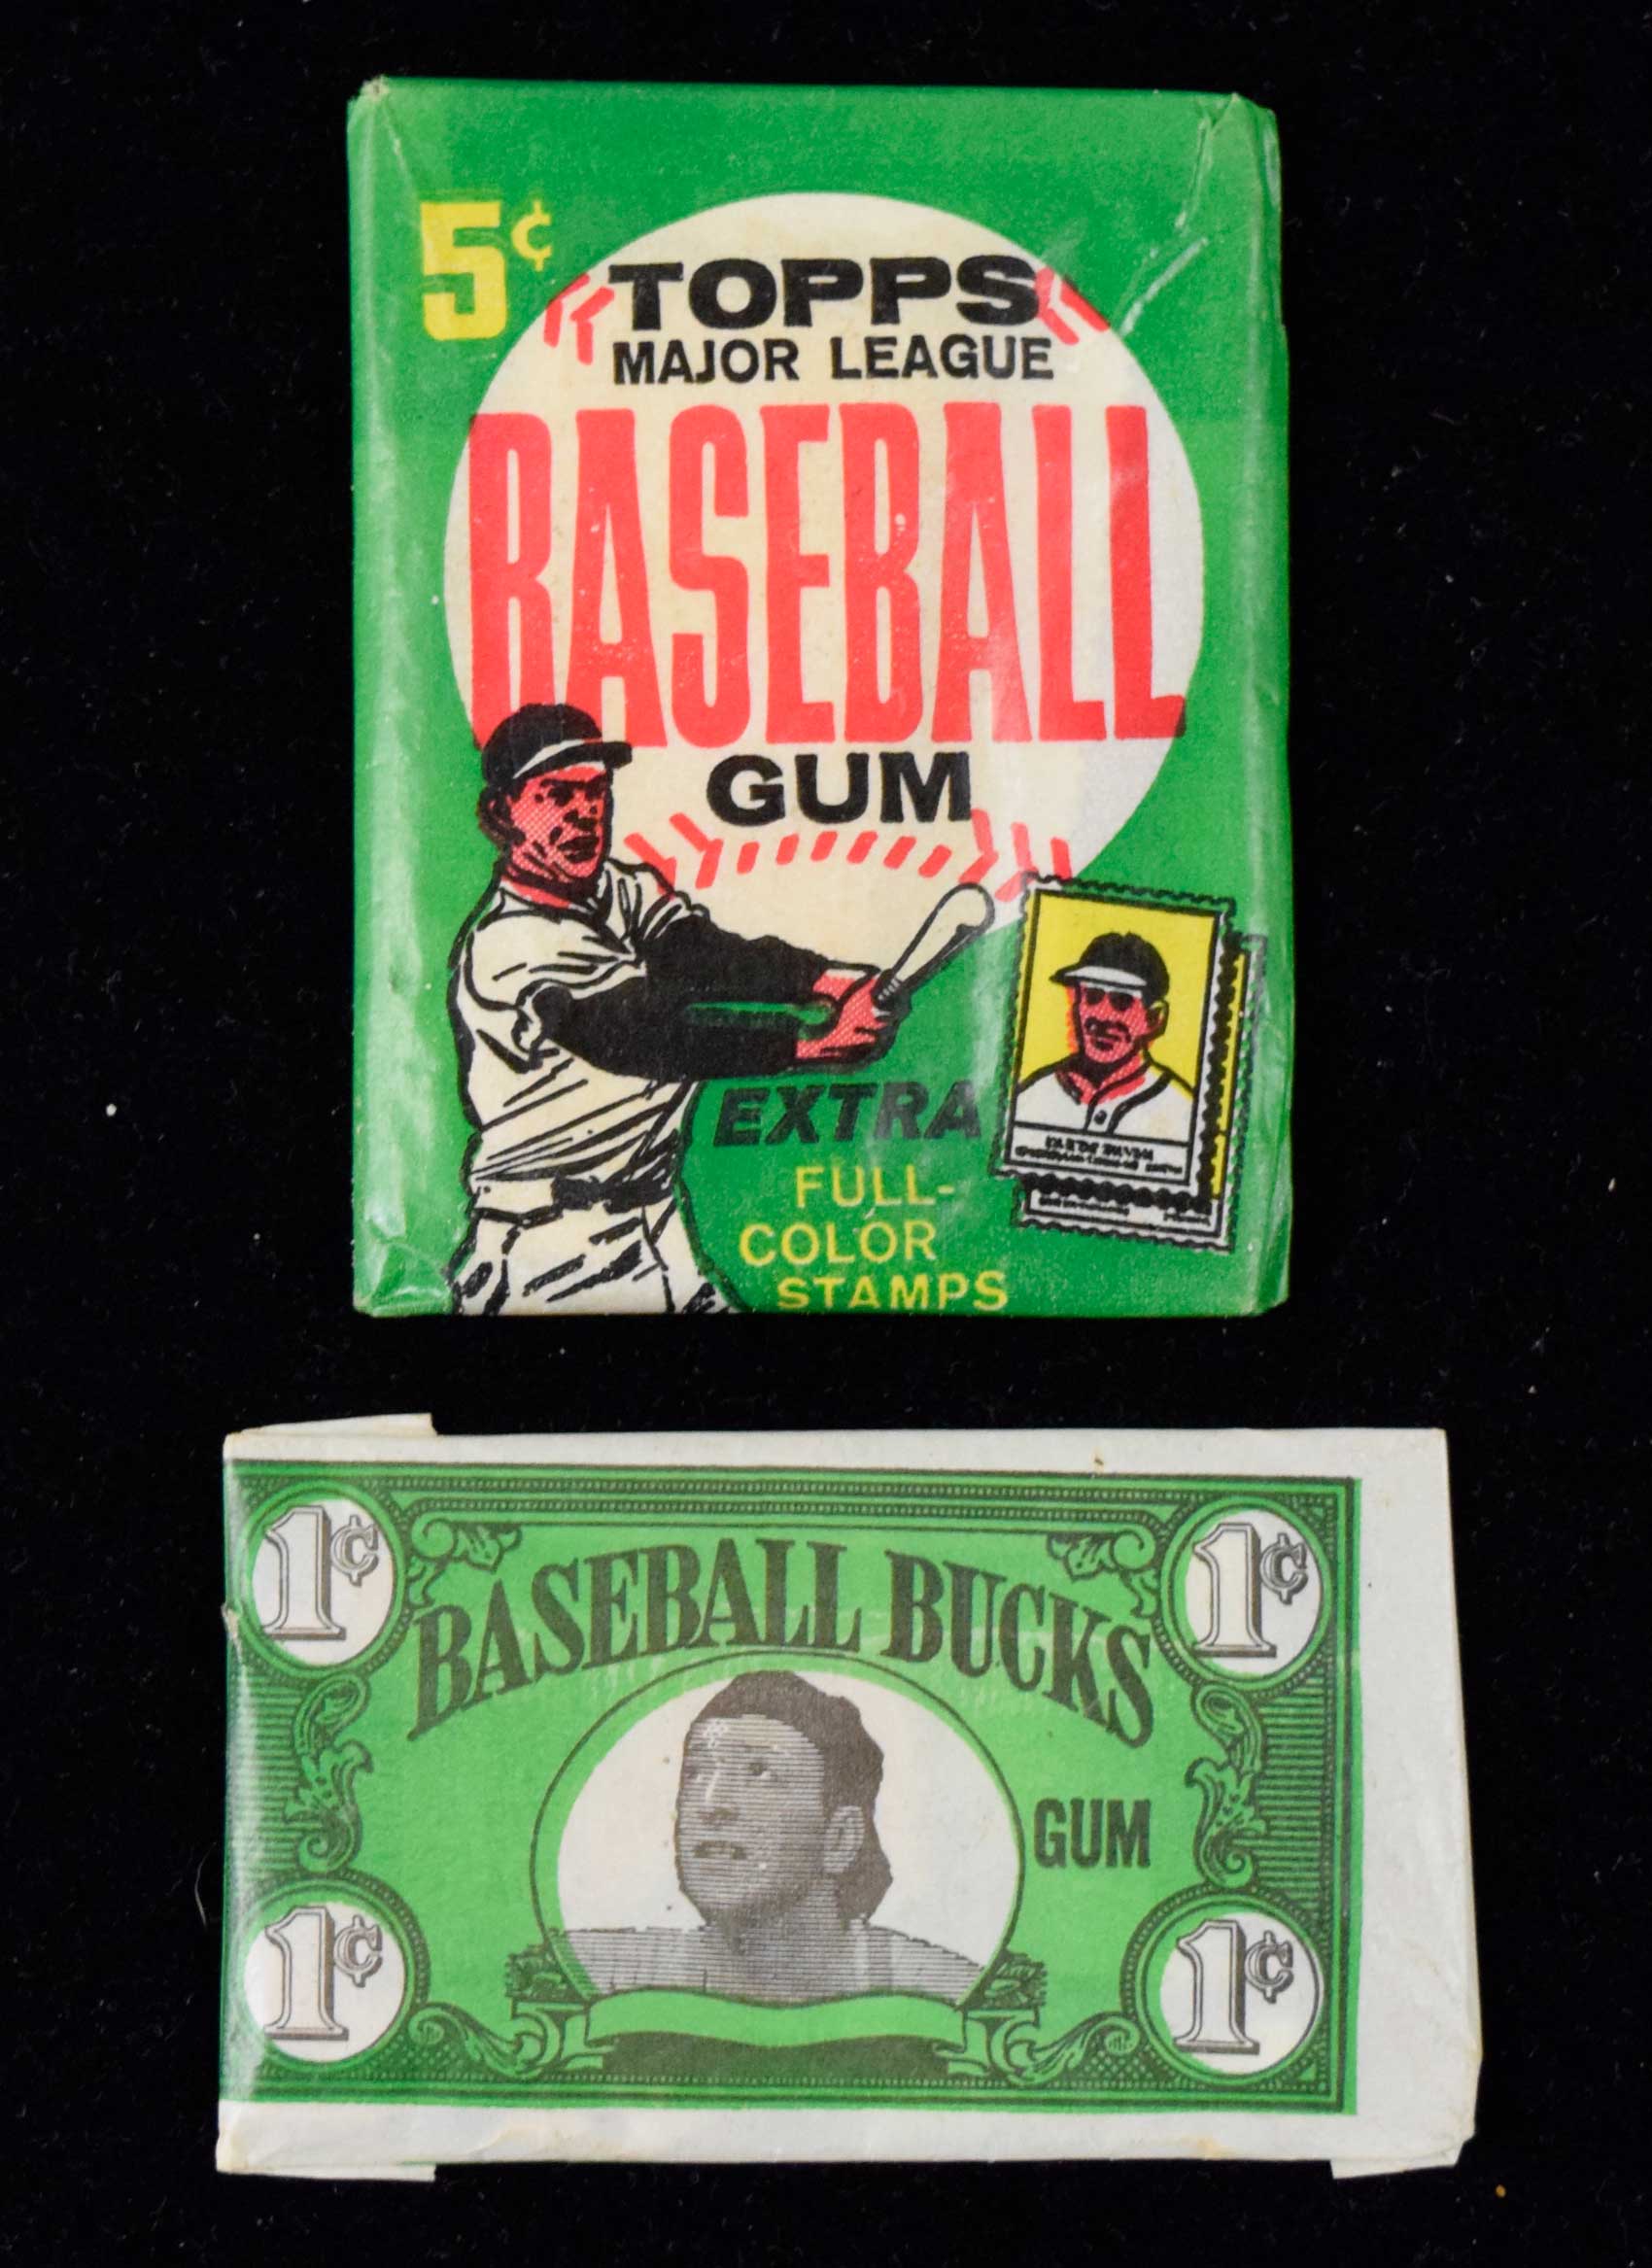 5¢
TOPPS
MAJOR LEAGUE
BASEBALL
GUM
EXTRA
FULL-
COLOR
STAMPS
1¢ 1¢
BASEBALL BUCKS
GUM
1¢ 1¢